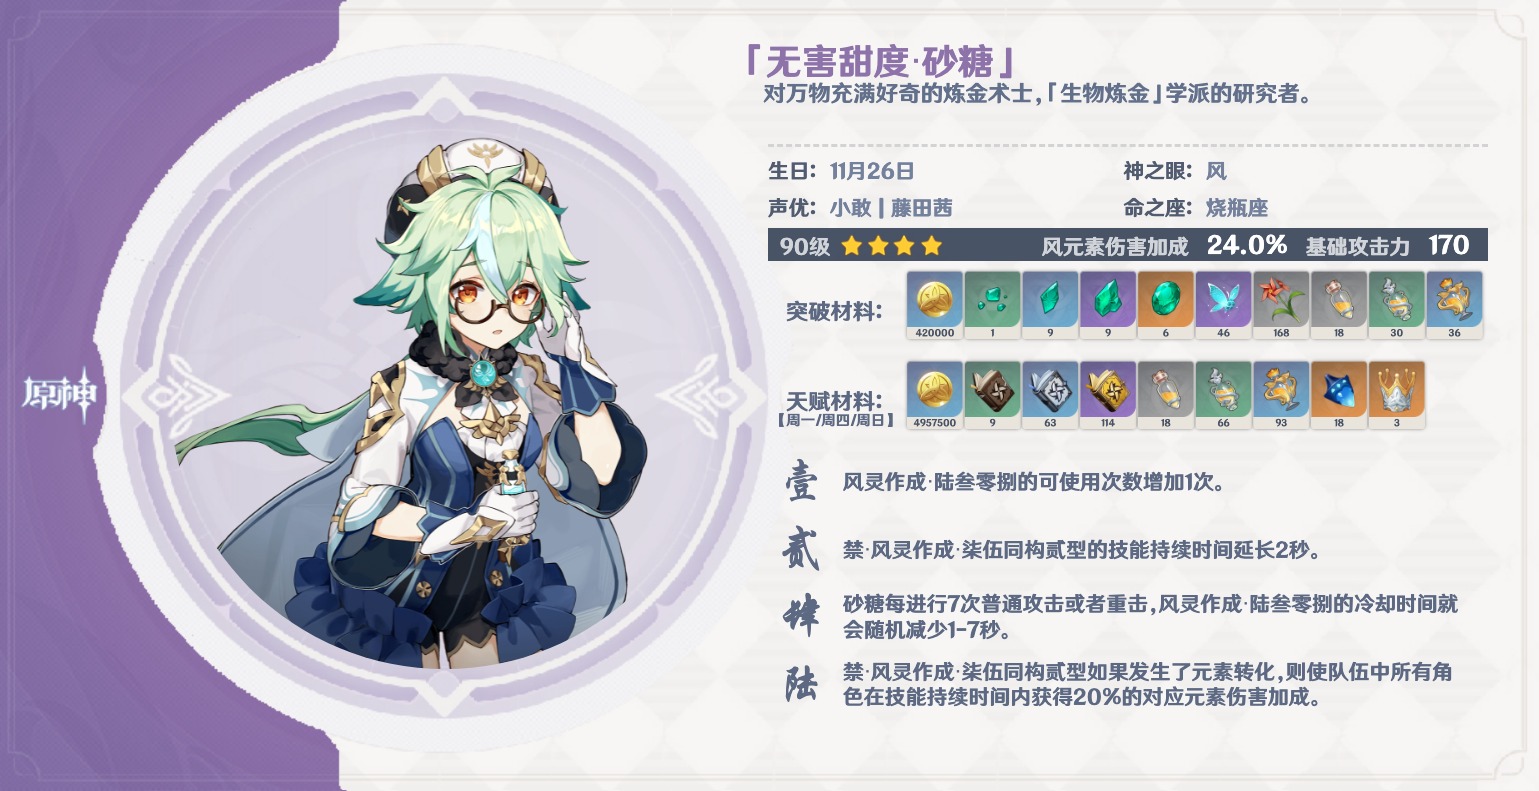 原神
「无害甜度·砂糖」
对万物充满好奇的炼金术士,「生物炼金」学派的研究者。
生日: 11月26日 神之眼: 风
声优: 小敢 | 藤田茜 命之座: 烧瓶座
90级 风元素伤害加成 24.0% 基础攻击力 170
突破材料:
420000 1 9 9 6 46 168 18 30 36
天赋材料:
【周一/周四/周日】
4957500 9 63 114 18 66 93 18 3
壹 风灵作成·陆叁零捌的可使用次数增加1次。
贰 禁·风灵作成·柒伍同构贰型的技能持续时间延长2秒。
肆 砂糖每进行7次普通攻击或者重击,风灵作成·陆叁零捌的冷却时间就
会随机减少1-7秒。
陆 禁·风灵作成·柒伍同构贰型如果发生了元素转化,则使队伍中所有角
色在技能持续时间内获得20%的对应元素伤害加成。